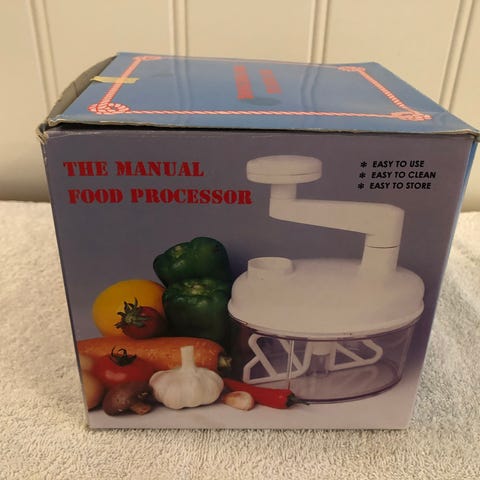 THE MANUAL
FOOD PROCESSOR
✻ EASY TO USE
✻ EASY TO CLEAN
✻ EASY TO STORE